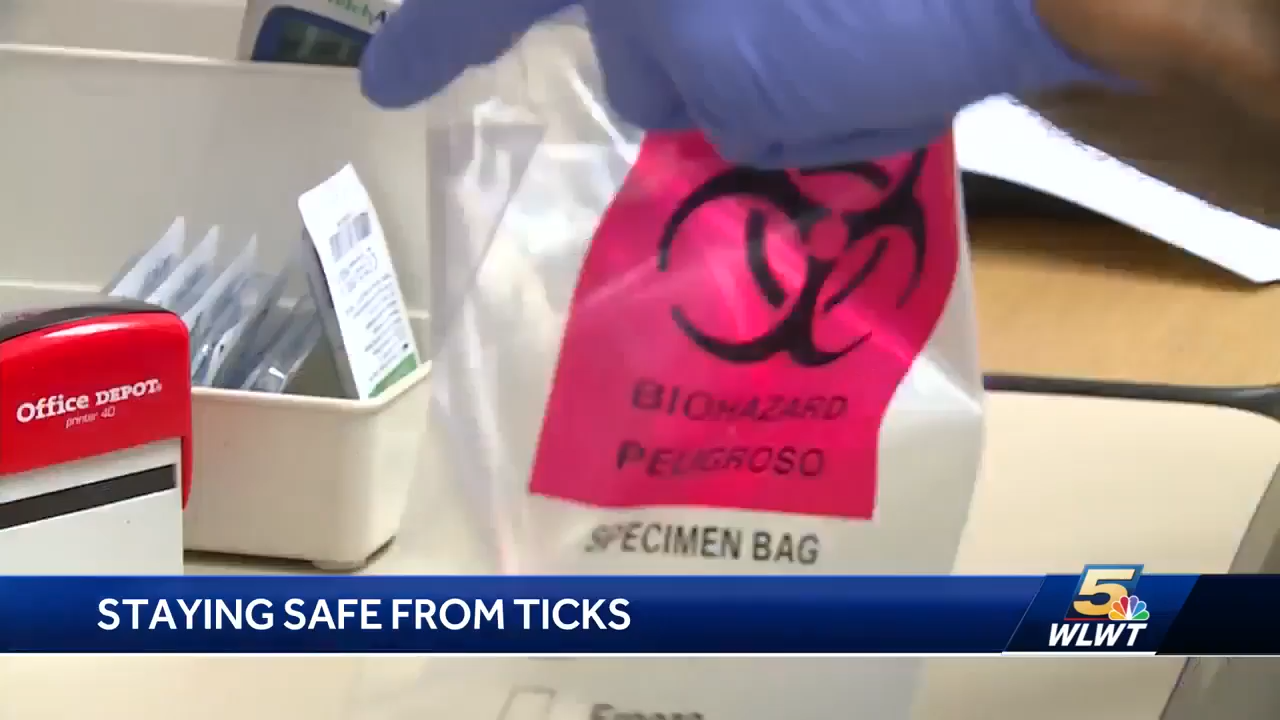 Office DEPOT
printer 40
BIOHAZARD
PELIGROSO
SPECIMEN BAG
STAYING SAFE FROM TICKS
5
WLWT